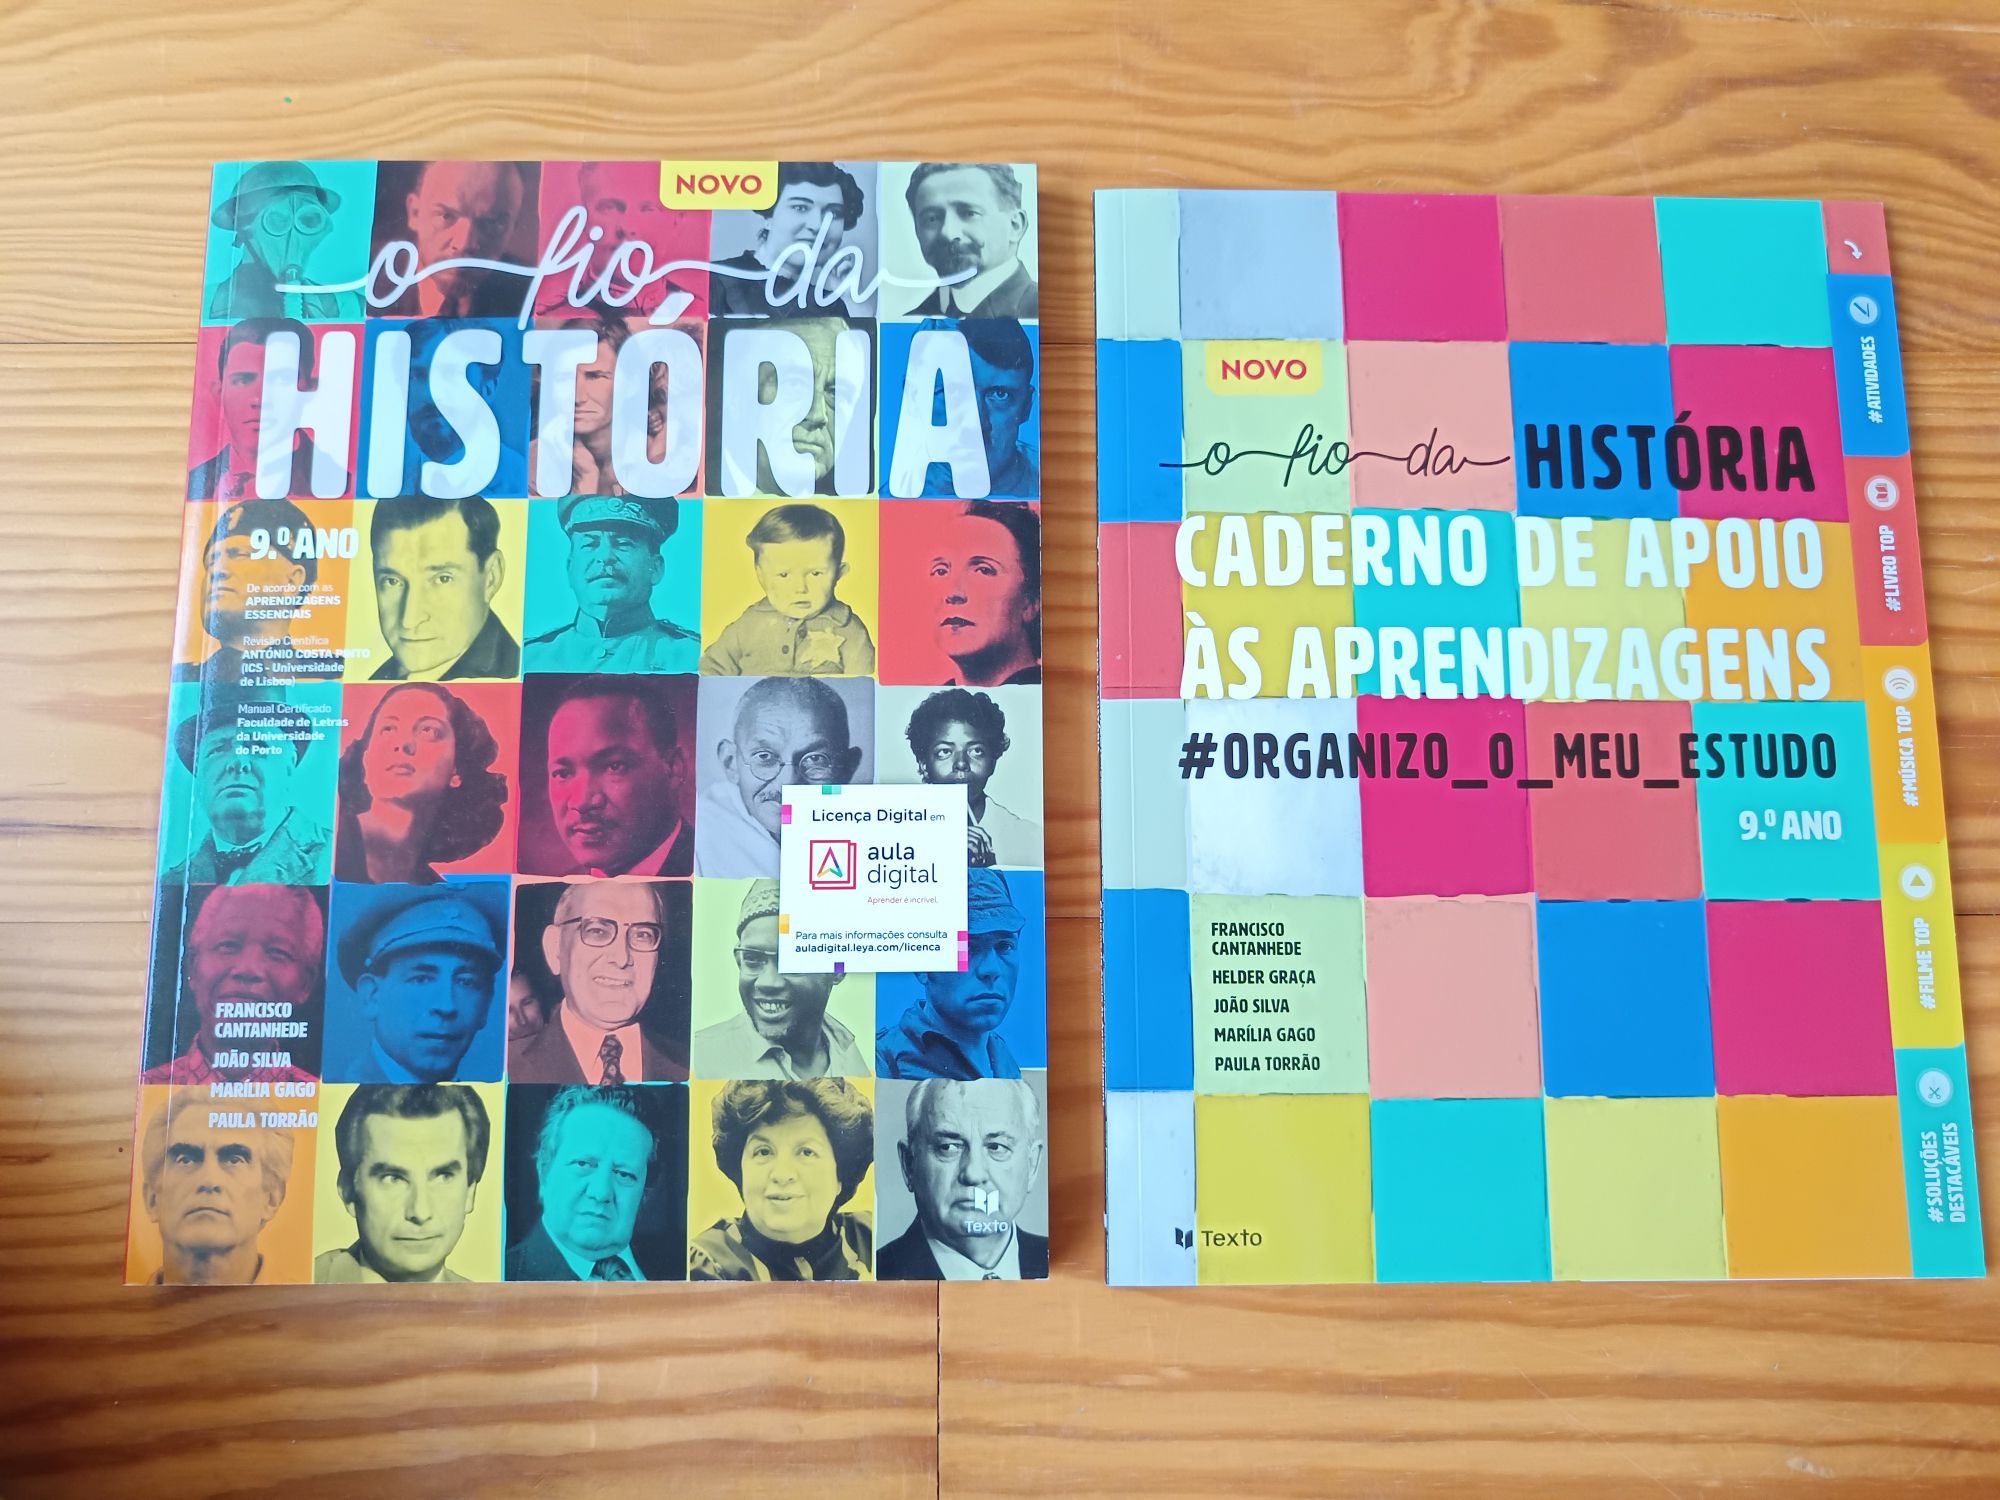 NOVO
o fio da
HISTÓRIA
9.º ANO
De acordo com as
APRENDIZAGENS
ESSENCIAIS
Revisão Científica
ANTÓNIO COSTA PINTO
(ICS - Universidade
de Lisboa)
Manual Certificado
Faculdade de Letras
da Universidade
do Porto
Licença Digital em
aula
digital
Aprender é incrível.
Para mais informações consulta
auladigital.leya.com/licenca
FRANCISCO
CANTANHEDE
JOÃO SILVA
MARÍLIA GAGO
PAULA TORRÃO
Texto
NOVO
o fio da HISTÓRIA
CADERNO DE APOIO
ÀS APRENDIZAGENS
#ORGANIZO_O_MEU_ESTUDO
9.º ANO
FRANCISCO
CANTANHEDE
HELDER GRAÇA
JOÃO SILVA
MARÍLIA GAGO
PAULA TORRÃO
Texto
#ATIVIDADES
#LIVRO TOP
#MÚSICA TOP
#FILME TOP
#SOLUÇÕES
DESTACÁVEIS